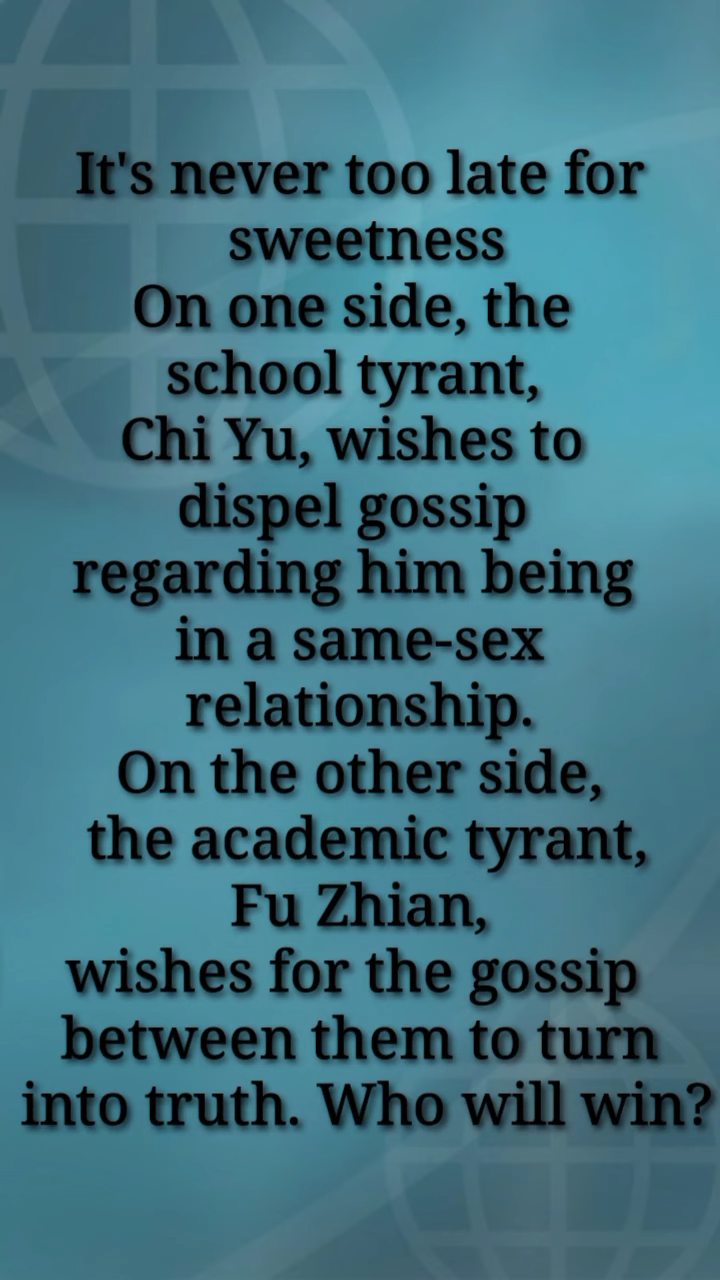 It's never too late for
sweetness
On one side, the
school tyrant,
Chi Yu, wishes to
dispel gossip
regarding him being
in a same-sex
relationship.
On the other side,
the academic tyrant,
Fu Zhian,
wishes for the gossip
between them to turn
into truth. Who will win?